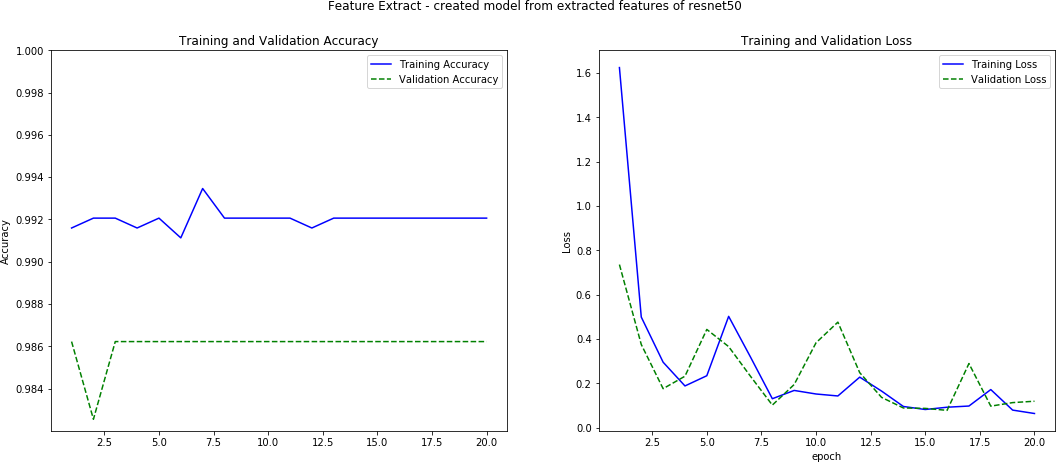 Feature Extract - created model from extracted features of resnet50
Training and Validation Accuracy
1.000
0.998
0.996
0.994
0.992
0.990
0.988
0.986
0.984
Accuracy
Training Accuracy
Validation Accuracy
2.5 5.0 7.5 10.0 12.5 15.0 17.5 20.0
Training and Validation Loss
1.6
1.4
1.2
1.0
0.8
0.6
0.4
0.2
0.0
Loss
Training Loss
Validation Loss
2.5 5.0 7.5 10.0 12.5 15.0 17.5 20.0
epoch